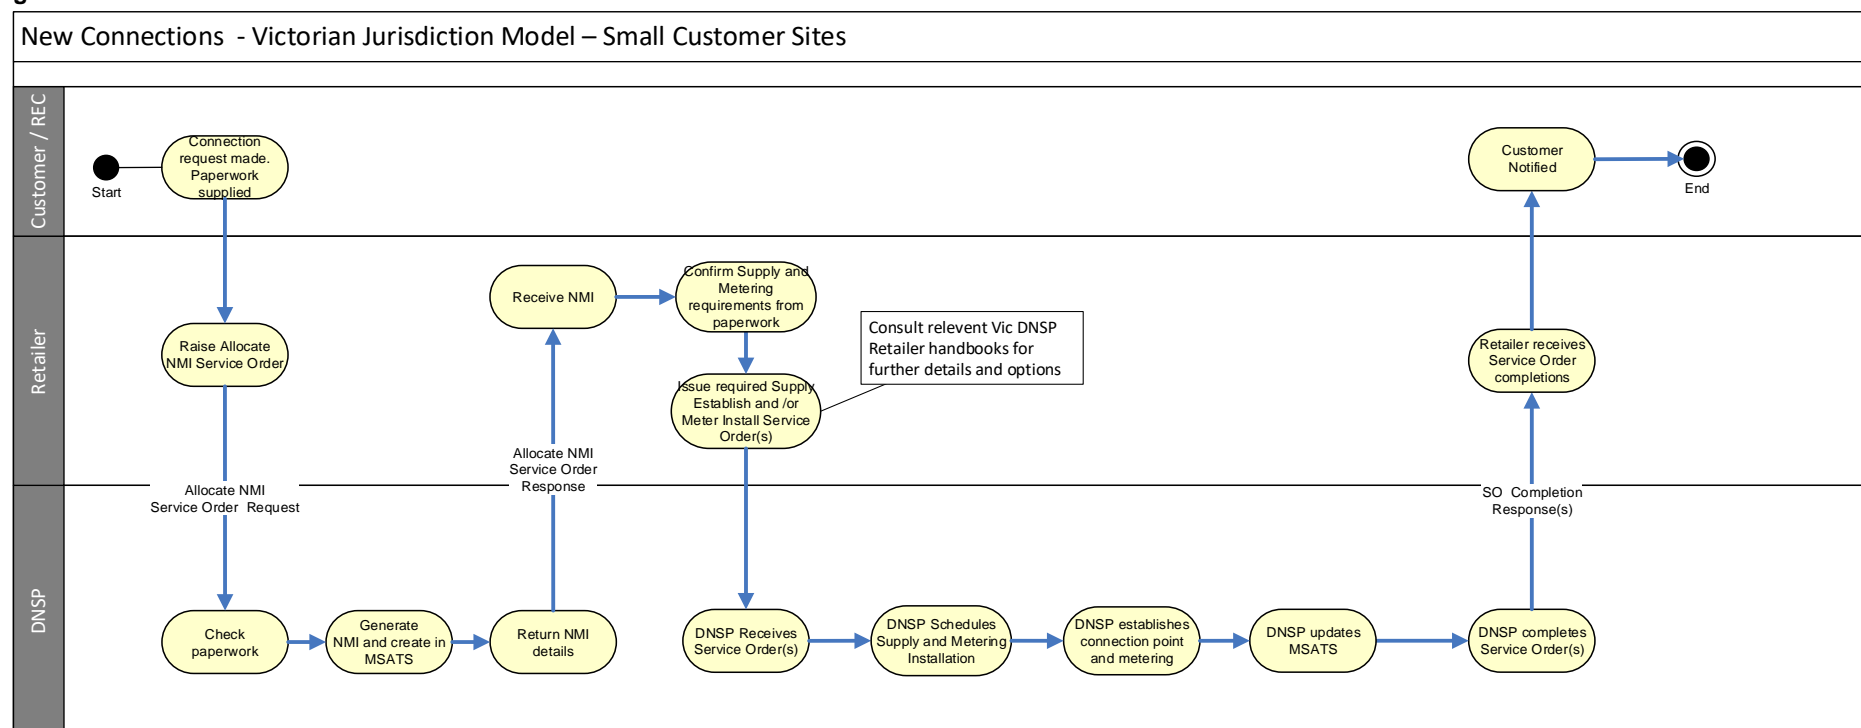 New Connections - Victorian Jurisdiction Model – Small Customer Sites
Customer / REC
Start
Connection
request made.
Paperwork
supplied
Customer
Notified
End
Retailer
Raise Allocate
NMI Service Order
Receive NMI
Confirm Supply and
Metering
requirements from
paperwork
Issue required Supply
Establish and /or
Meter Install Service
Order(s)
Consult relevent Vic DNSP
Retailer handbooks for
further details and options
Retailer receives
Service Order
completions
Allocate NMI
Service Order Request
Allocate NMI
Service Order
Response
SO Completion
Response(s)
DNSP
Check
paperwork
Generate
NMI and create in
MSATS
Return NMI
details
DNSP Receives
Service Order(s)
DNSP Schedules
Supply and Metering
Installation
DNSP establishes
connection point
and metering
DNSP updates
MSATS
DNSP completes
Service Order(s)